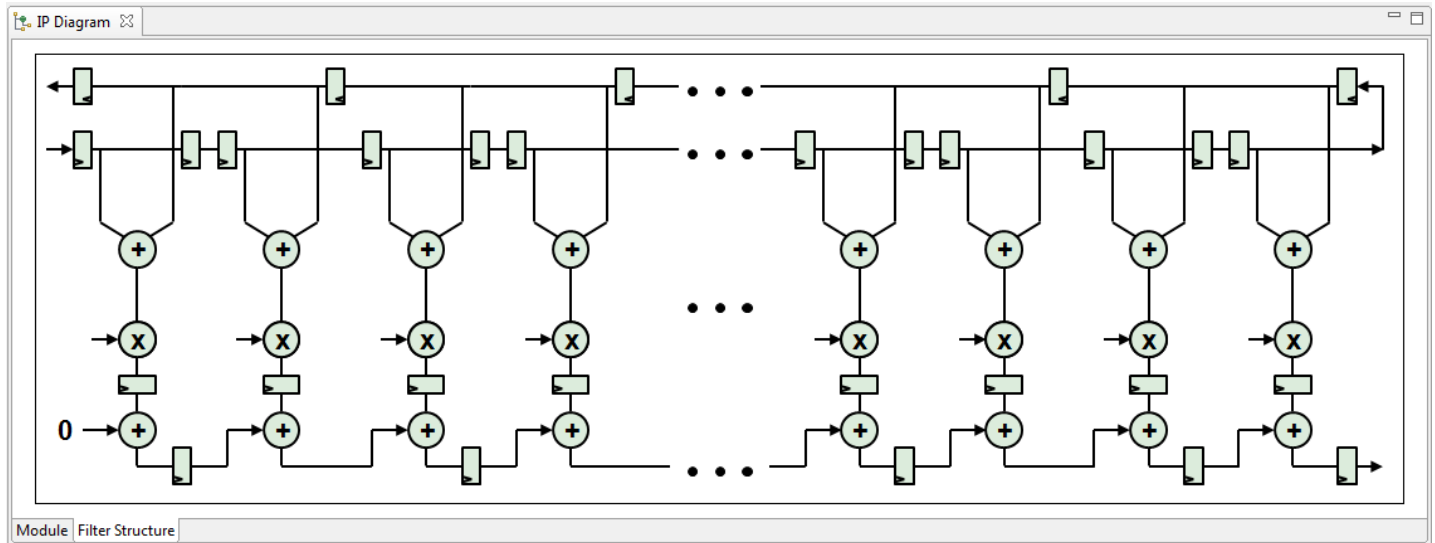 IP Diagram
+ + + + + + + +
x x x x x x x x
0 + + + + + + + +
Module Filter Structure